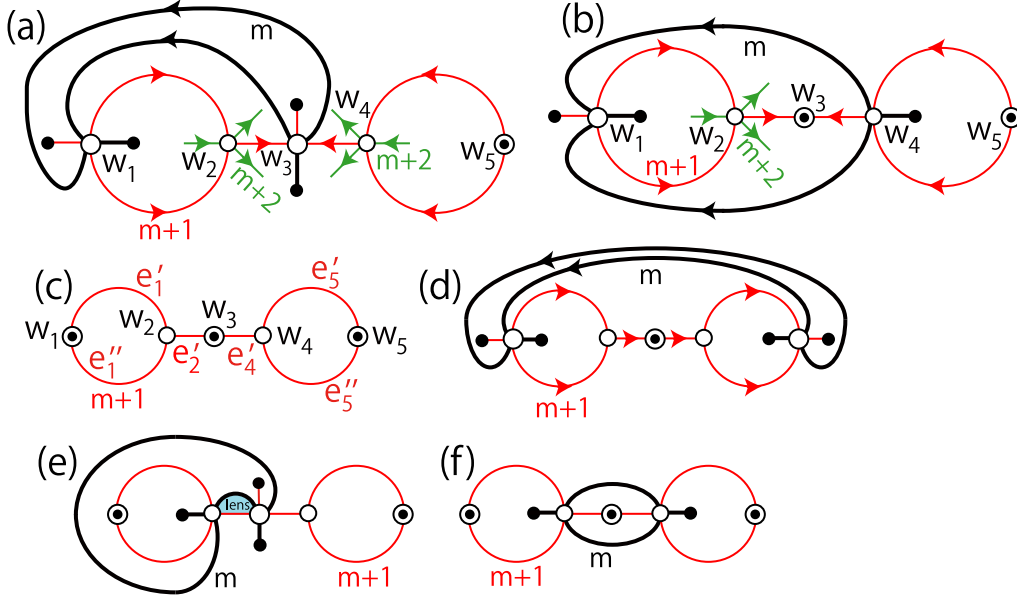 (a)
m
w₁
w₂
m+2
w₃
w₄
m+2
w₅
m+1
(b)
m
w₁
w₂
m+2
w₃
w₄
w₅
m+1
(c)
e₁′
e₅′
w₁
w₂
w₃
w₄
w₅
e₁′′
e₂′
e₄′
e₅′′
m+1
(d)
m
m+1
(e)
lens
m
m+1
(f)
m
m+1